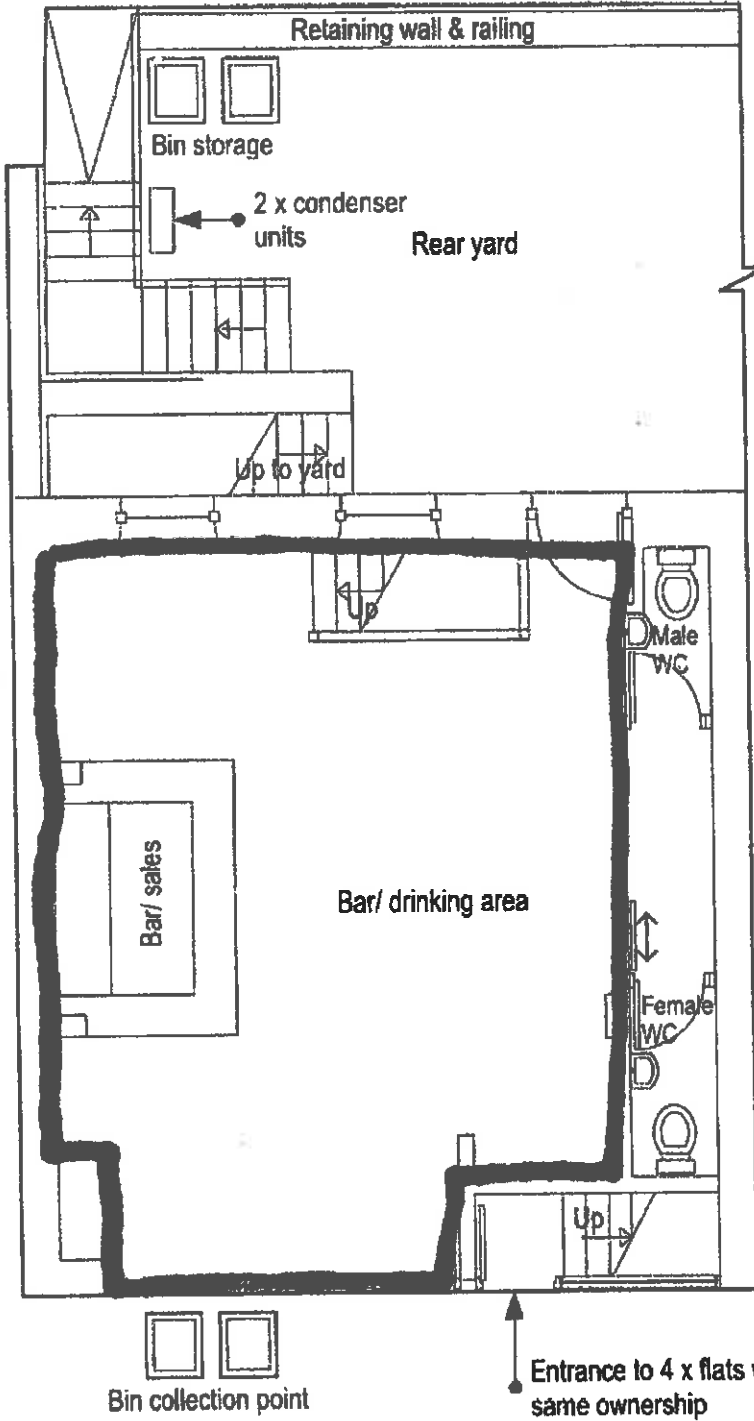 Retaining wall & railing
Bin storage
2 x condenser
units
Rear yard
Up to yard
Up
Male
WC
Bar/ sales
Bar/ drinking area
Female
WC
Up
Bin collection point
Entrance to 4 x flats
same ownership